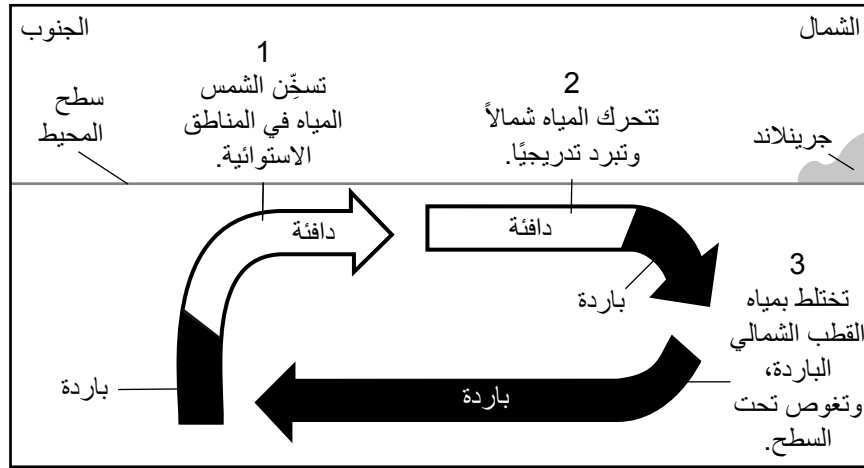 الشمال
الجنوب
1
تسخِّن الشمس
المياه في المناطق
الاستوائية.
2
تتحرك المياه شمالاً
وتبرد تدريجيًا.
سطح
المحيط
جرينلاند
دافئة
دافئة
باردة
3
تختلط بمياه
القطب الشمالي
الباردة،
وتغوص تحت
السطح.
باردة
باردة